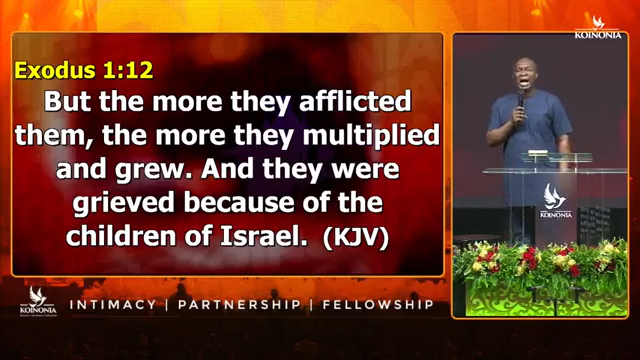 KOINONIA
Exodus 1:12
But the more they afflicted
them, the more they multiplied
and grew. And they were
grieved because of the
children of Israel. (KJV)
KOINONIA
KOINONIA
INTIMACY | PARTNERSHIP | FELLOWSHIP